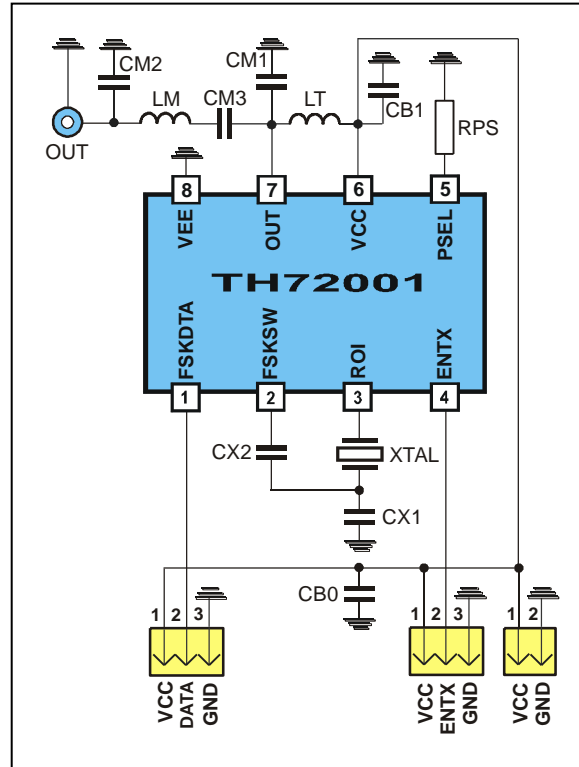 CM2
CM1
LM
CM3
LT
CB1
RPS
OUT
8
7
6
5
VEE
OUT
VCC
PSEL
TH72001
FSKDTA
FSKSW
ROI
ENTX
1
2
3
4
CX2
XTAL
CX1
CB0
1 2 3
1 2 3
1 2
VCC
DATA
GND
VCC
ENTX
GND
VCC
GND